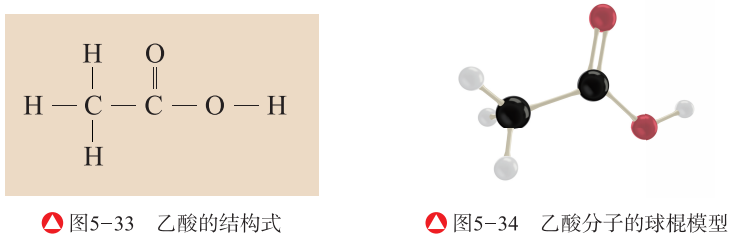 H O
H — C — C — O — H
H
图5-33 乙酸的结构式
图5-34 乙酸分子的球棍模型